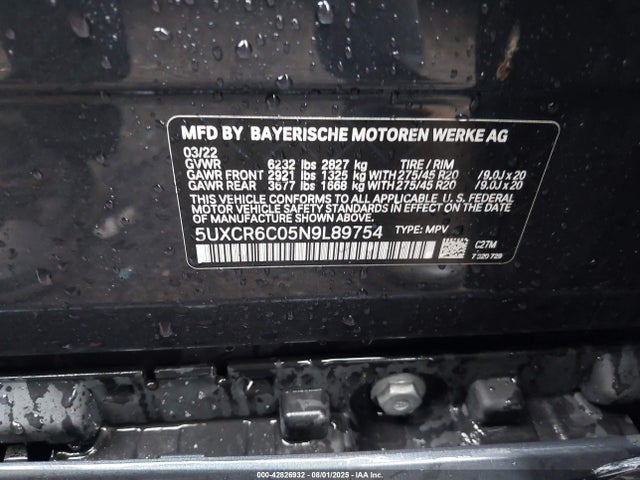 MFD BY BAYERISCHE MOTOREN WERKE AG
03/22
GVWR 6232 lbs 2827 kg TIRE / RIM
GAWR FRONT 2921 lbs 1325 kg WITH 275/45 R20 /9.0J x 20
GAWR REAR 3677 lbs 1668 kg WITH 275/45 R20 /9.0J x 20
THIS VEHICLE CONFORMS TO ALL APPLICABLE U.S. FEDERAL
MOTOR VEHICLE SAFETY STANDARDS IN EFFECT
ON THE DATE OF MANUFACTURE SHOWN ABOVE.
5UXCR6C05N9L89754 TYPE: MPV
C27M
7 320 729
000-42826932 - 08/01/2025 - IAA Inc.